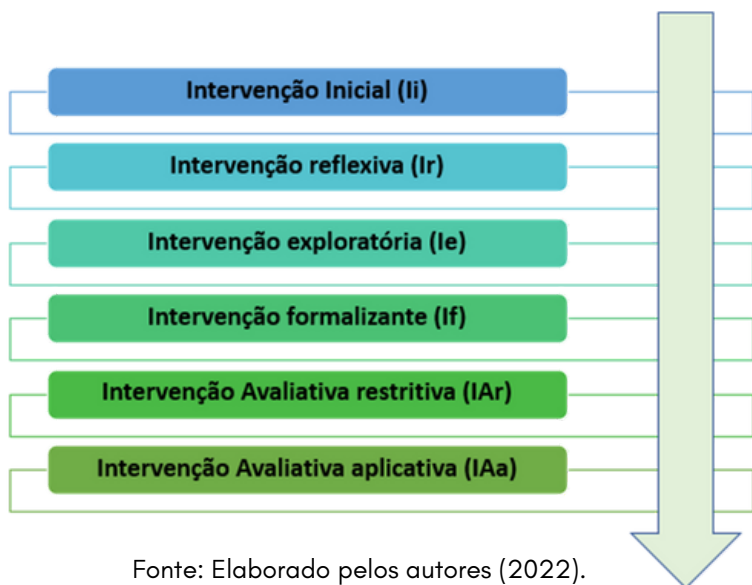 Intervenção Inicial (Ii)
Intervenção reflexiva (Ir)
Intervenção exploratória (Ie)
Intervenção formalizante (If)
Intervenção Avaliativa restritiva (IAr)
Intervenção Avaliativa aplicativa (IAa)
Fonte: Elaborado pelos autores (2022).